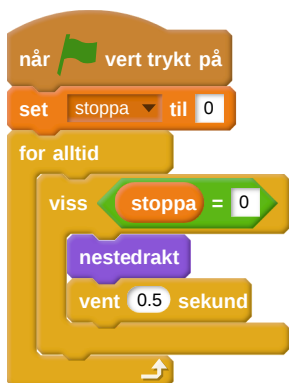 når vert trykt på
set stoppa til 0
for alltid
viss stoppa = 0
nestedrakt
vent 0.5 sekund